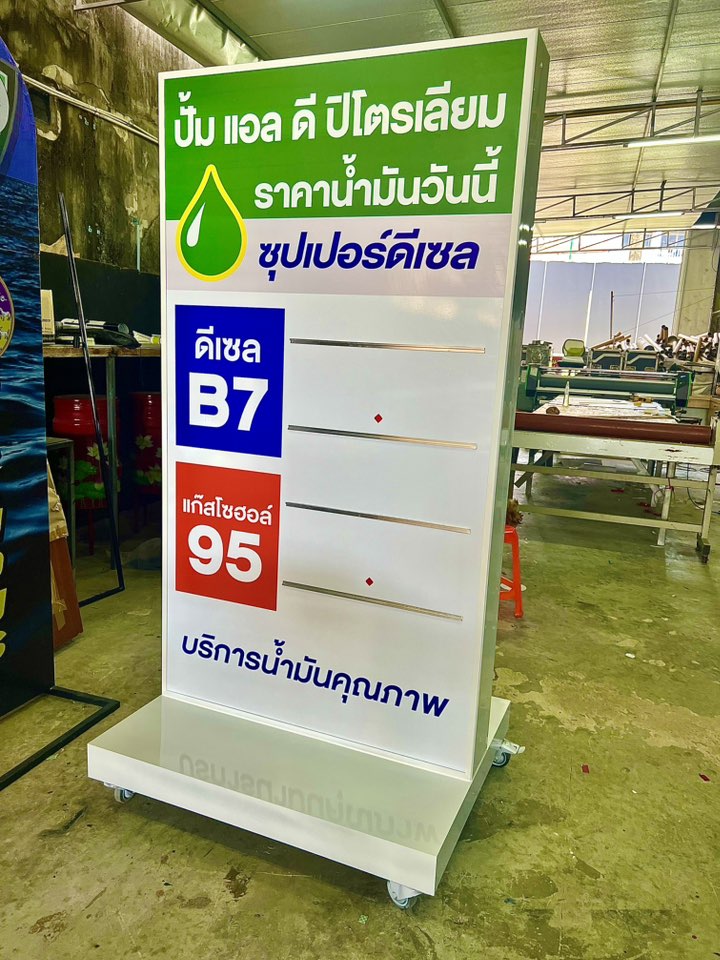 ปั้ม แอล ดี ปิโตรเลียม
ราคาน้ำมันวันนี้
ซุปเปอร์ดีเซล
ดีเซล
B7
แก๊สโซฮอล์
95
บริการน้ำมันคุณภาพ